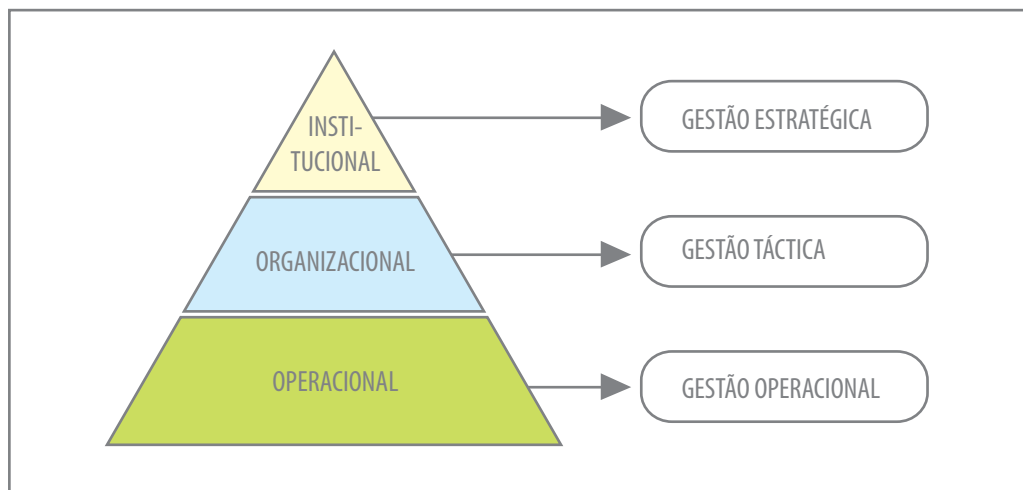 INSTI-
TUCIONAL
GESTÃO ESTRATÉGICA
ORGANIZACIONAL
GESTÃO TÁCTICA
OPERACIONAL
GESTÃO OPERACIONAL